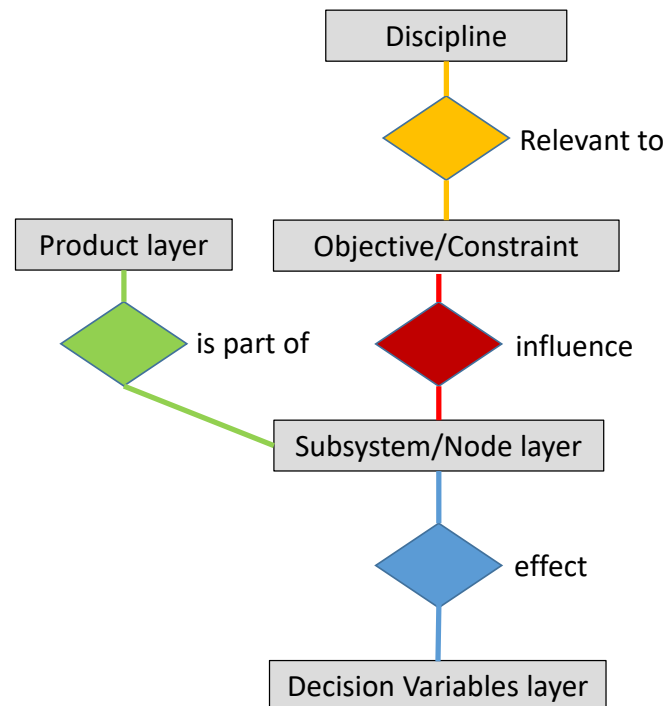 Discipline
Relevant to
Product layer
Objective/Constraint
is part of
influence
Subsystem/Node layer
effect
Decision Variables layer